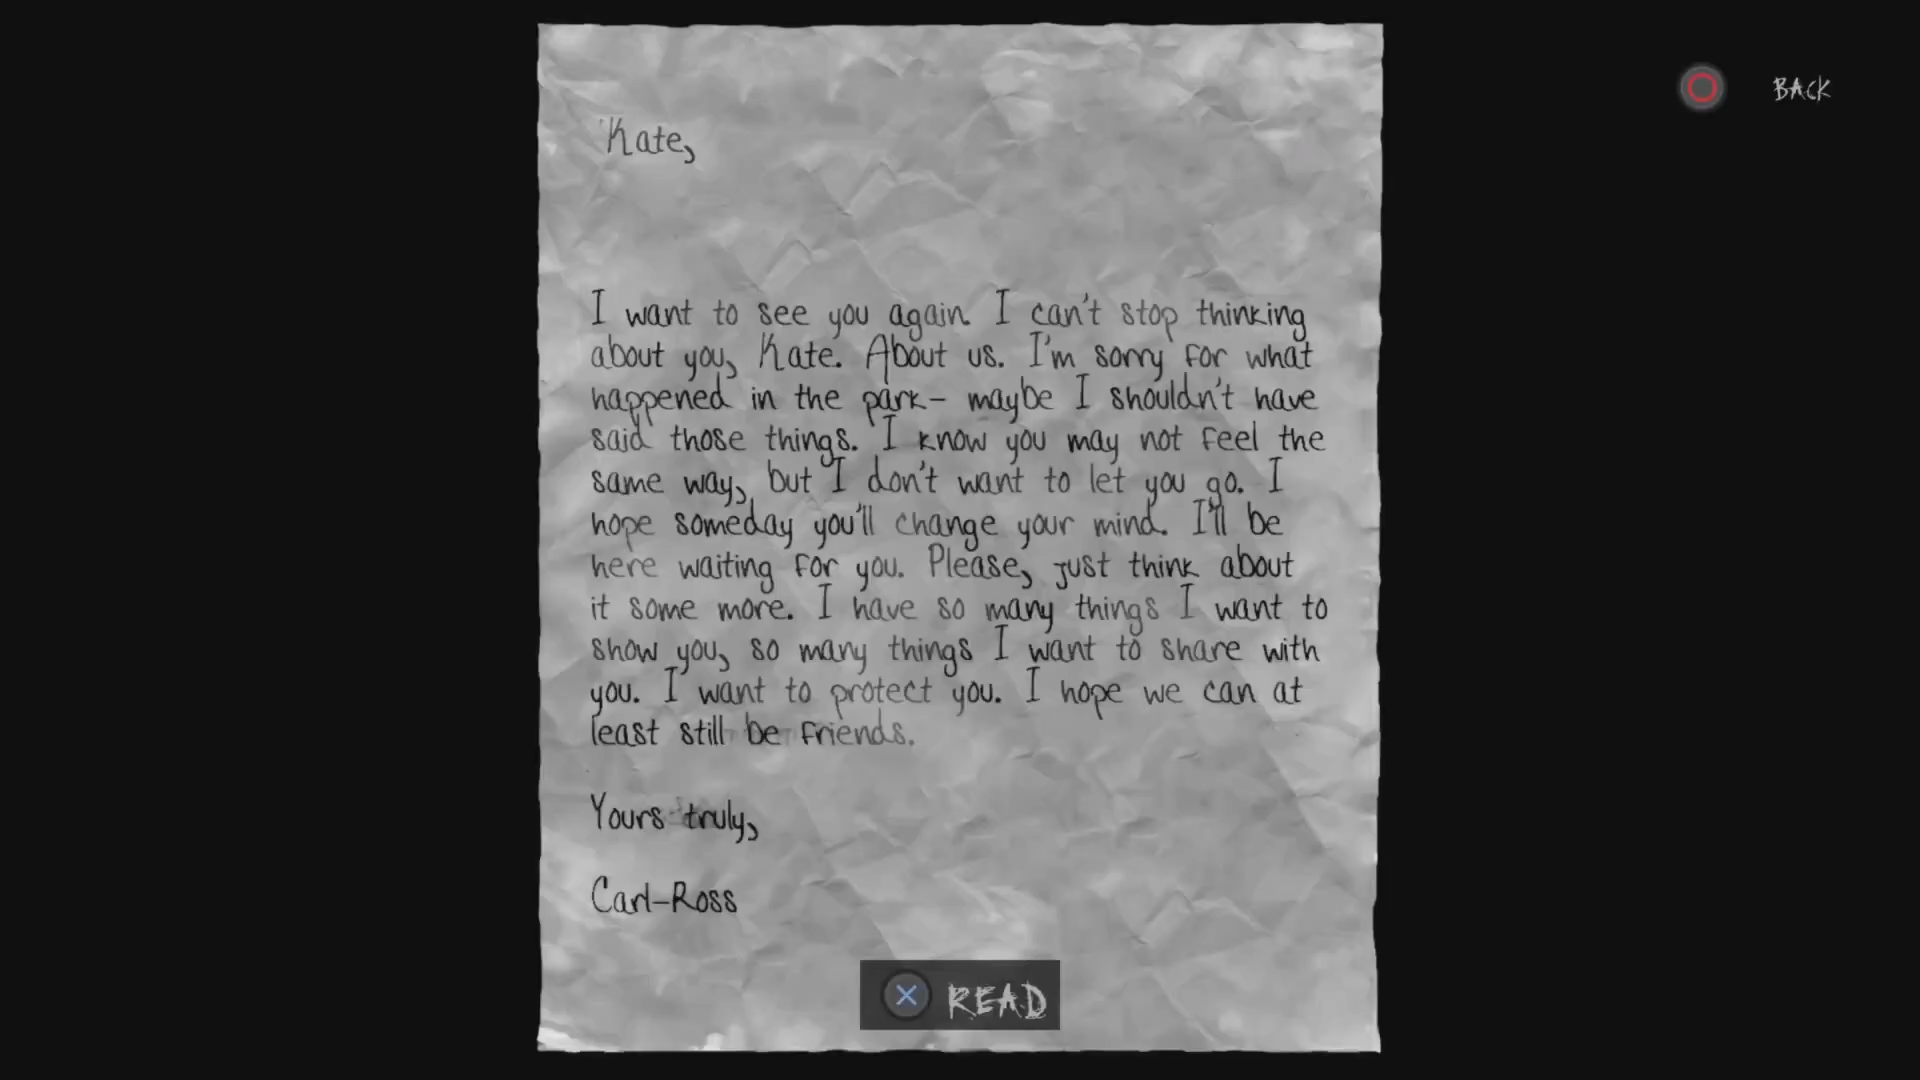 Kate,
BACK
I want to see you again. I can't stop thinking
about you, Kate. About us. I'm sorry for what
happened in the park- maybe I shouldn't have
said those things. I know you may not feel the
same way, but I don't want to let you go. I
hope someday you'll change your mind. I'll be
here waiting for you. Please, just think about
it some more. I have so many things I want to
show you, so many things I want to share with
you. I want to protect you. I hope we can at
least still be friends.
Yours truly,
Carl-Ross
READ